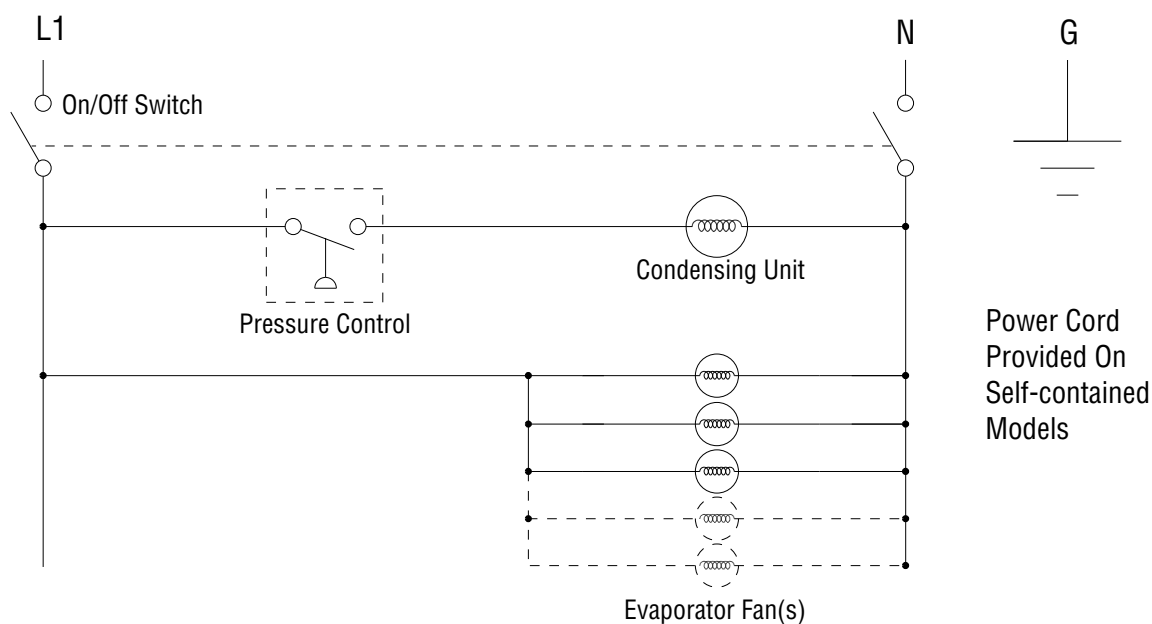 L1
N
G
On/Off Switch
Condensing Unit
Pressure Control
Power Cord
Provided On
Self-contained
Models
Evaporator Fan(s)